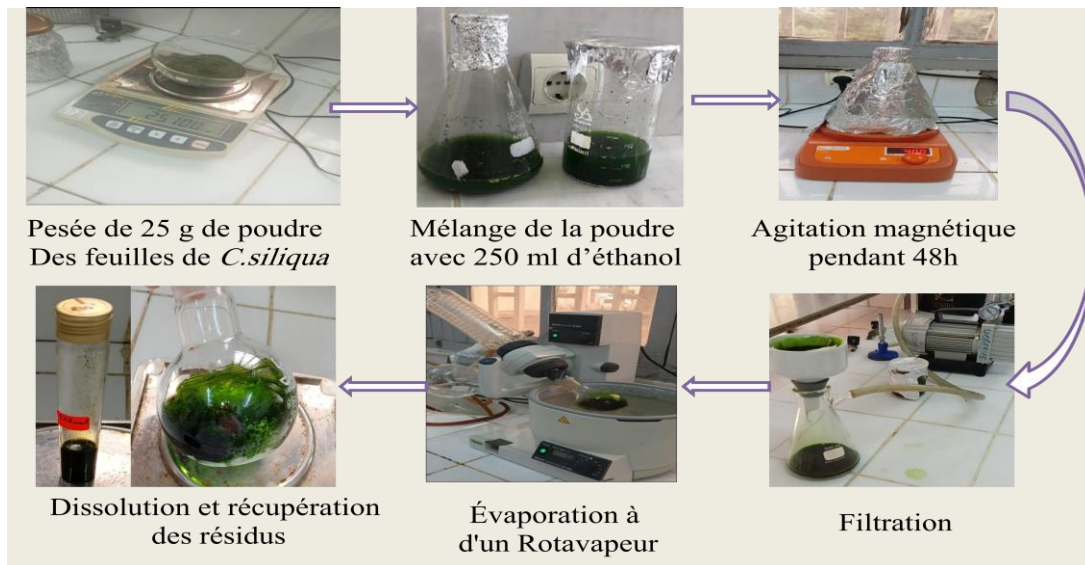 Pesée de 25 g de poudre
Des feuilles de C.siliqua
Mélange de la poudre
avec 250 ml d'éthanol
Agitation magnétique
pendant 48h
Dissolution et récupération
des résidus
Évaporation à
d'un Rotavapeur
Filtration